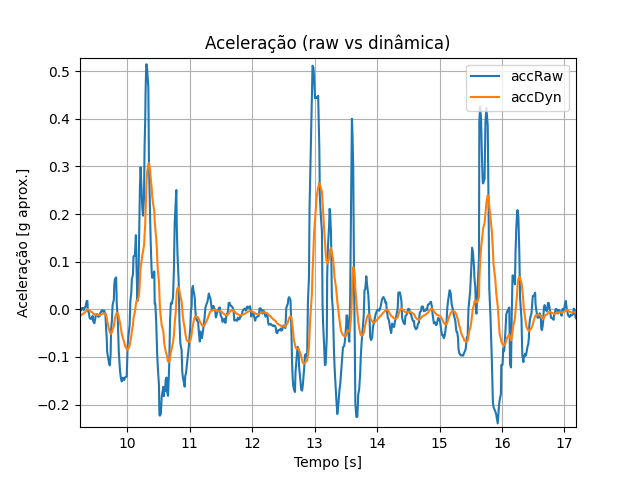 Aceleração (raw vs dinâmica)
accRaw
accDyn
Aceleração [g aprox.]
0.5
0.4
0.3
0.2
0.1
0.0
−0.1
−0.2
10 11 12 13 14 15 16 17
Tempo [s]